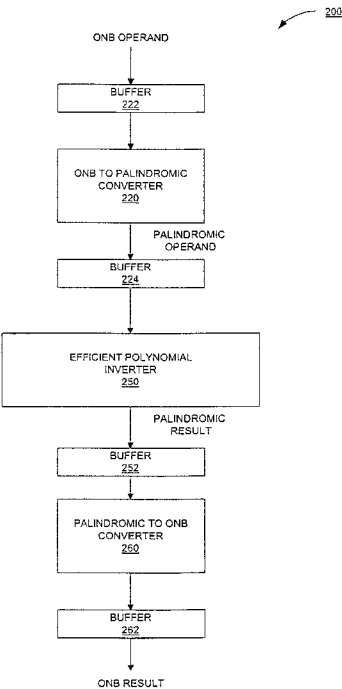 200
ONB OPERAND
BUFFER
222
ONB TO PALINDROMIC
CONVERTER
220
PALINDROMIC
OPERAND
BUFFER
224
EFFICIENT POLYNOMIAL
INVERTER
250
PALINDROMIC
RESULT
BUFFER
252
PALINDROMIC TO ONB
CONVERTER
260
BUFFER
262
ONB RESULT